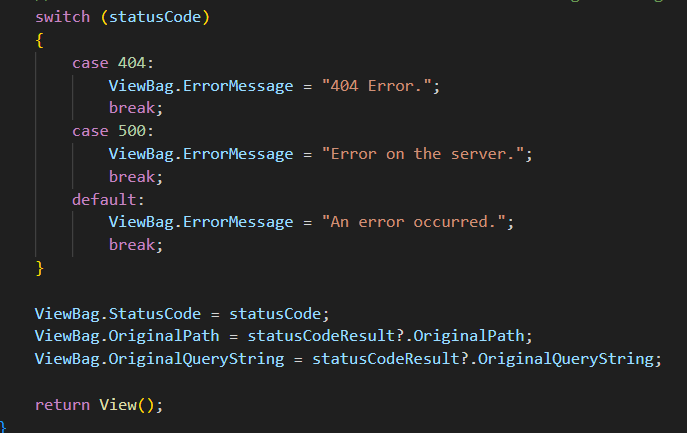 switch (statusCode)
{
case 404:
ViewBag.ErrorMessage = "404 Error.";
break;
case 500:
ViewBag.ErrorMessage = "Error on the server.";
break;
default:
ViewBag.ErrorMessage = "An error occurred.";
break;
}
ViewBag.StatusCode = statusCode;
ViewBag.OriginalPath = statusCodeResult?.OriginalPath;
ViewBag.OriginalQueryString = statusCodeResult?.OriginalQueryString;
return View();
}